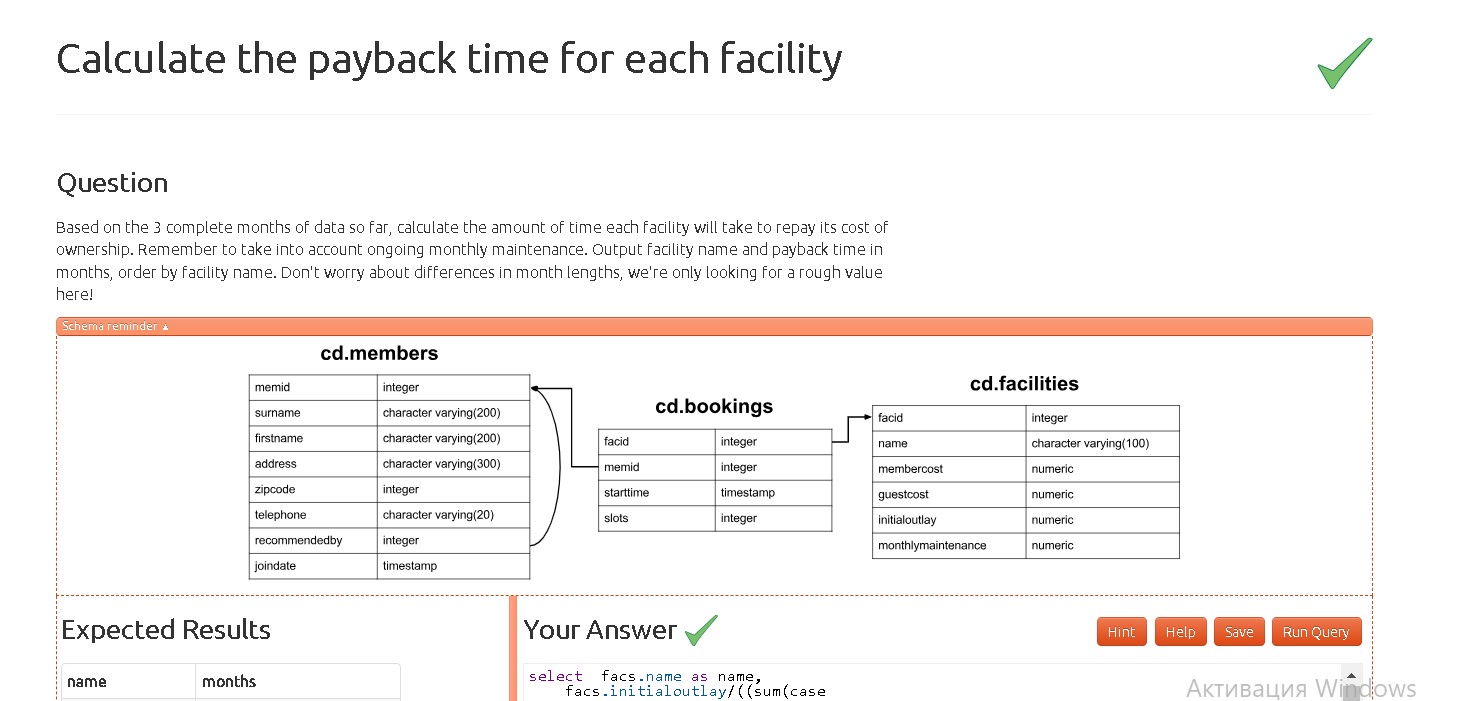 Calculate the payback time for each facility
Question
Based on the 3 complete months of data so far, calculate the amount of time each facility will take to repay its cost of
ownership. Remember to take into account ongoing monthly maintenance. Output facility name and payback time in
months, order by facility name. Don't worry about differences in month lengths, we're only looking for a rough value
here!
Schema reminder ▴
cd.members
memid integer
surname character varying(200)
firstname character varying(200)
address character varying(300)
zipcode integer
telephone character varying(20)
recommendedby integer
joindate timestamp
cd.bookings
facid integer
memid integer
starttime timestamp
slots integer
cd.facilities
facid integer
name character varying(100)
membercost numeric
guestcost numeric
initialoutlay numeric
monthlymaintenance numeric
Expected Results
name months
Your Answer
Hint Help Save Run Query
select facs.name as name,
facs.initialoutlay/((sum(case
Активация Windows